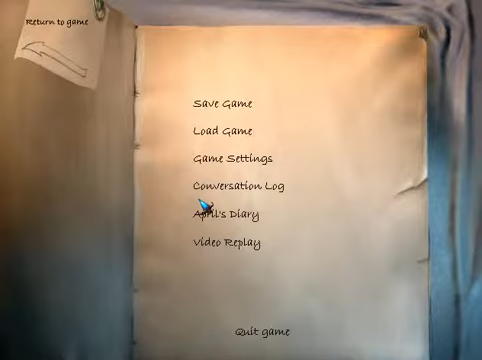 Return to game
Save Game
Load Game
Game Settings
Conversation Log
April's Diary
Video Replay
Quit game